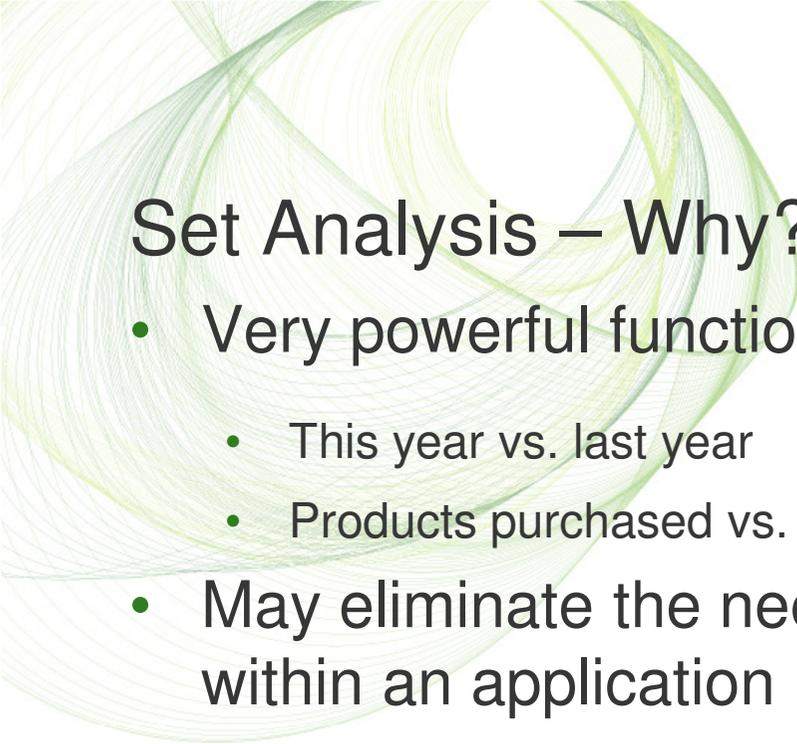 Set Analysis – Why?
• Very powerful functio
• This year vs. last year
• Products purchased vs.
• May eliminate the nee
within an application